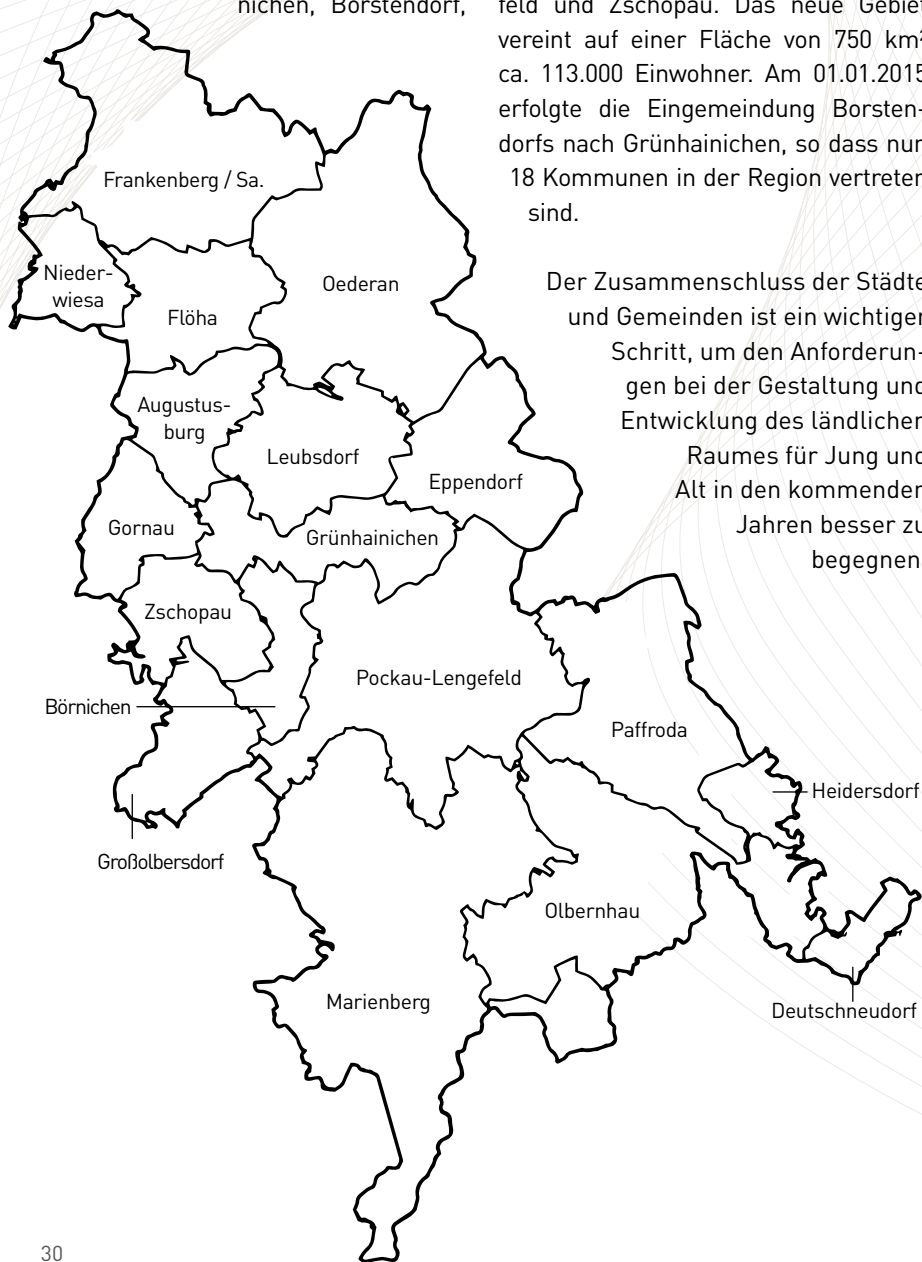 nichen, Borstendorf,
feld und Zschopau. Das neue Gebiet
vereint auf einer Fläche von 750 km²
ca. 113.000 Einwohner. Am 01.01.2015
erfolgte die Eingemeindung Borsten-
dorfs nach Grünhainichen, so dass nur
18 Kommunen in der Region vertreten
sind.
Der Zusammenschluss der Städte
und Gemeinden ist ein wichtiger
Schritt, um den Anforderun-
gen bei der Gestaltung und
Entwicklung des ländlichen
Raumes für Jung und
Alt in den kommenden
Jahren besser zu
begegnen.
Frankenberg / Sa.
Nieder-
wiesa
Flöha
Oederan
Augustus-
burg
Leubsdorf
Eppendorf
Gornau
Grünhainichen
Zschopau
Pockau-Lengefeld
Börnichen
Paffroda
Heidersdorf
Großolbersdorf
Olbernhau
Marienberg
Deutschneudorf
30